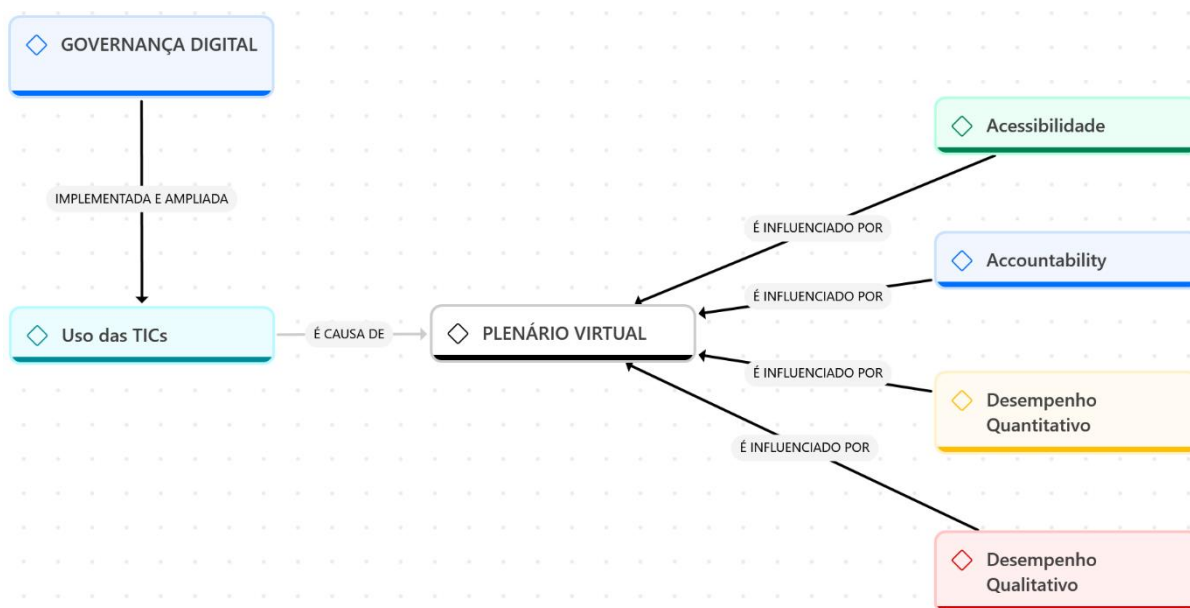 GOVERNANÇA DIGITAL
Acessibilidade
IMPLEMENTADA E AMPLIADA
É INFLUENCIADO POR
Accountability
É INFLUENCIADO POR
Uso das TICs
É CAUSA DE
PLENÁRIO VIRTUAL
É INFLUENCIADO POR
Desempenho
Quantitativo
É INFLUENCIADO POR
Desempenho
Qualitativo